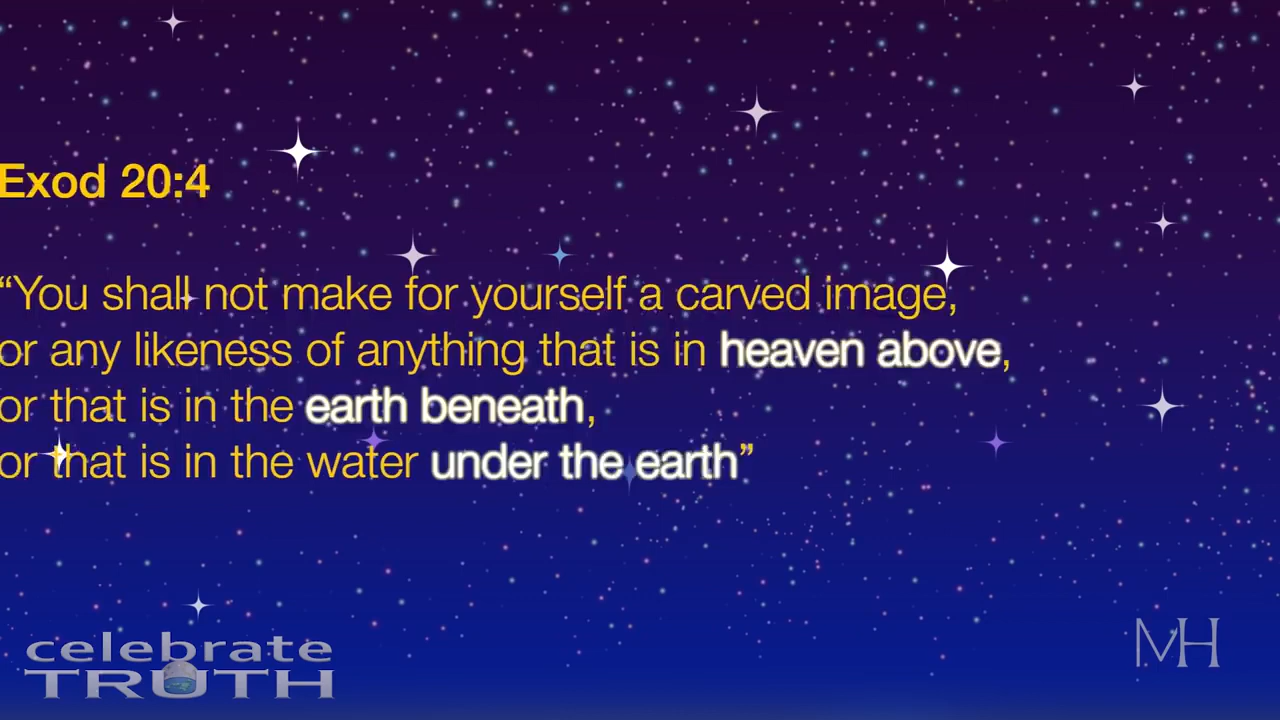 Exod 20:4
“You shall not make for yourself a carved image,
or any likeness of anything that is in heaven above,
or that is in the earth beneath,
or that is in the water under the earth”
celebrate
TRUTH
MH